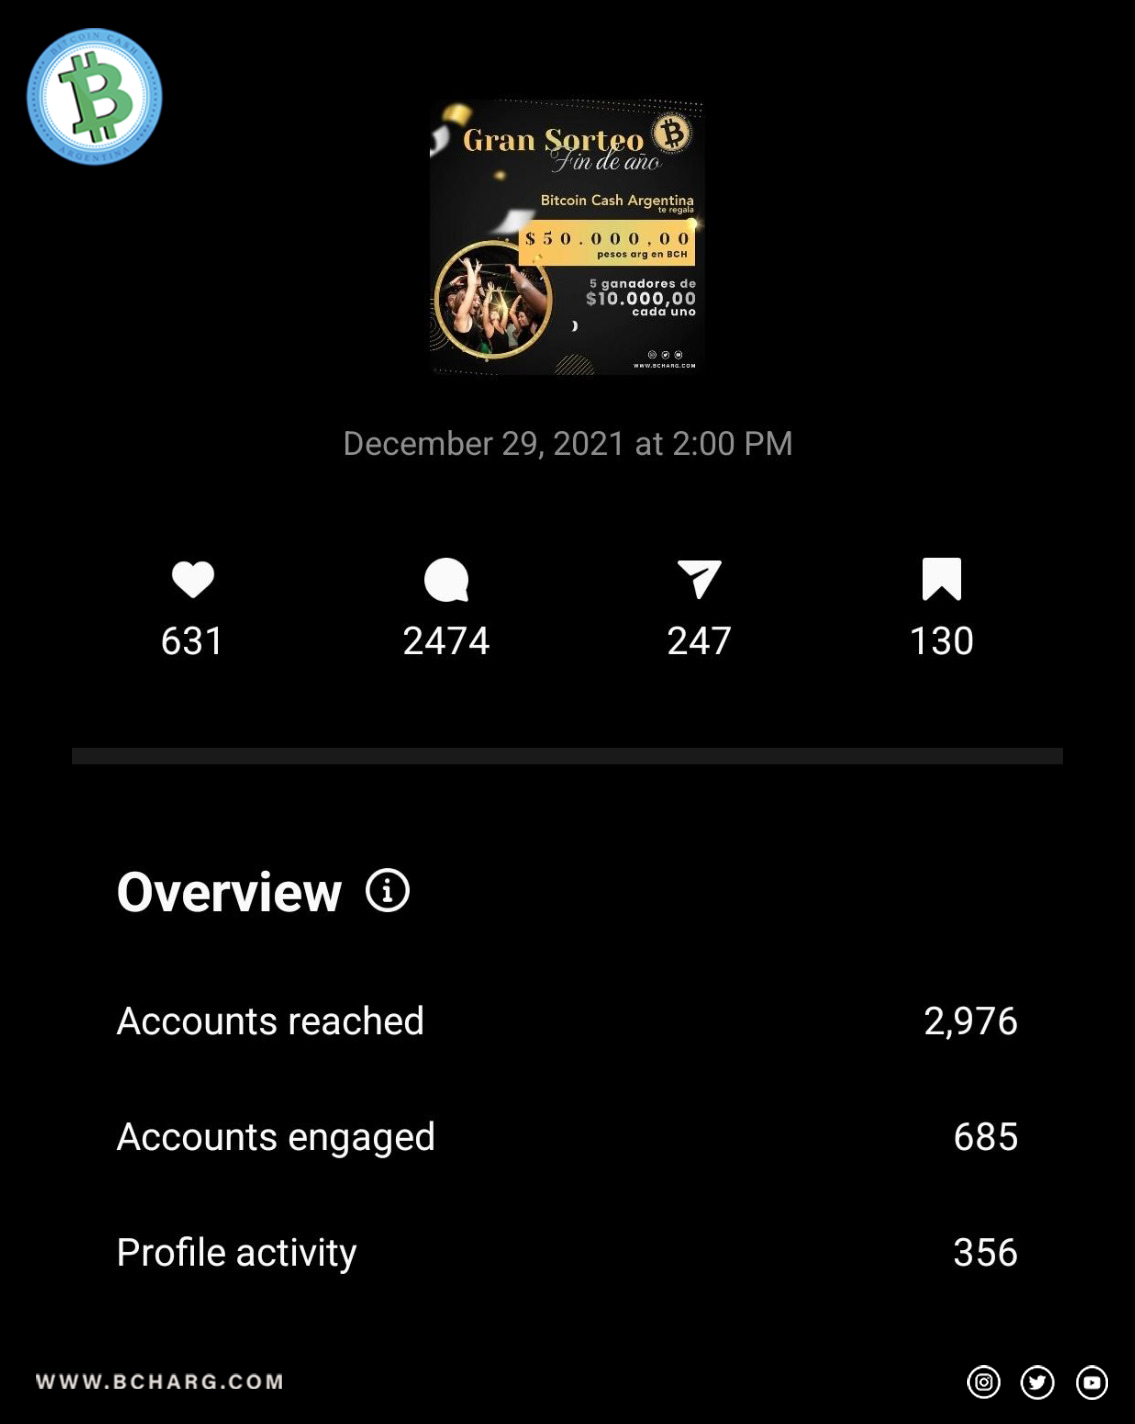 BITCOIN CASH
ARGENTINA
Gran Sorteo
Fin de año
Bitcoin Cash Argentina
te regala
$50.000,00
pesos arg en BCH
5 ganadores de
$10.000,00
cada uno
WWW.BCHARG.COM
December 29, 2021 at 2:00 PM
631 2474 247 130
Overview
Accounts reached 2,976
Accounts engaged 685
Profile activity 356
WWW.BCHARG.COM